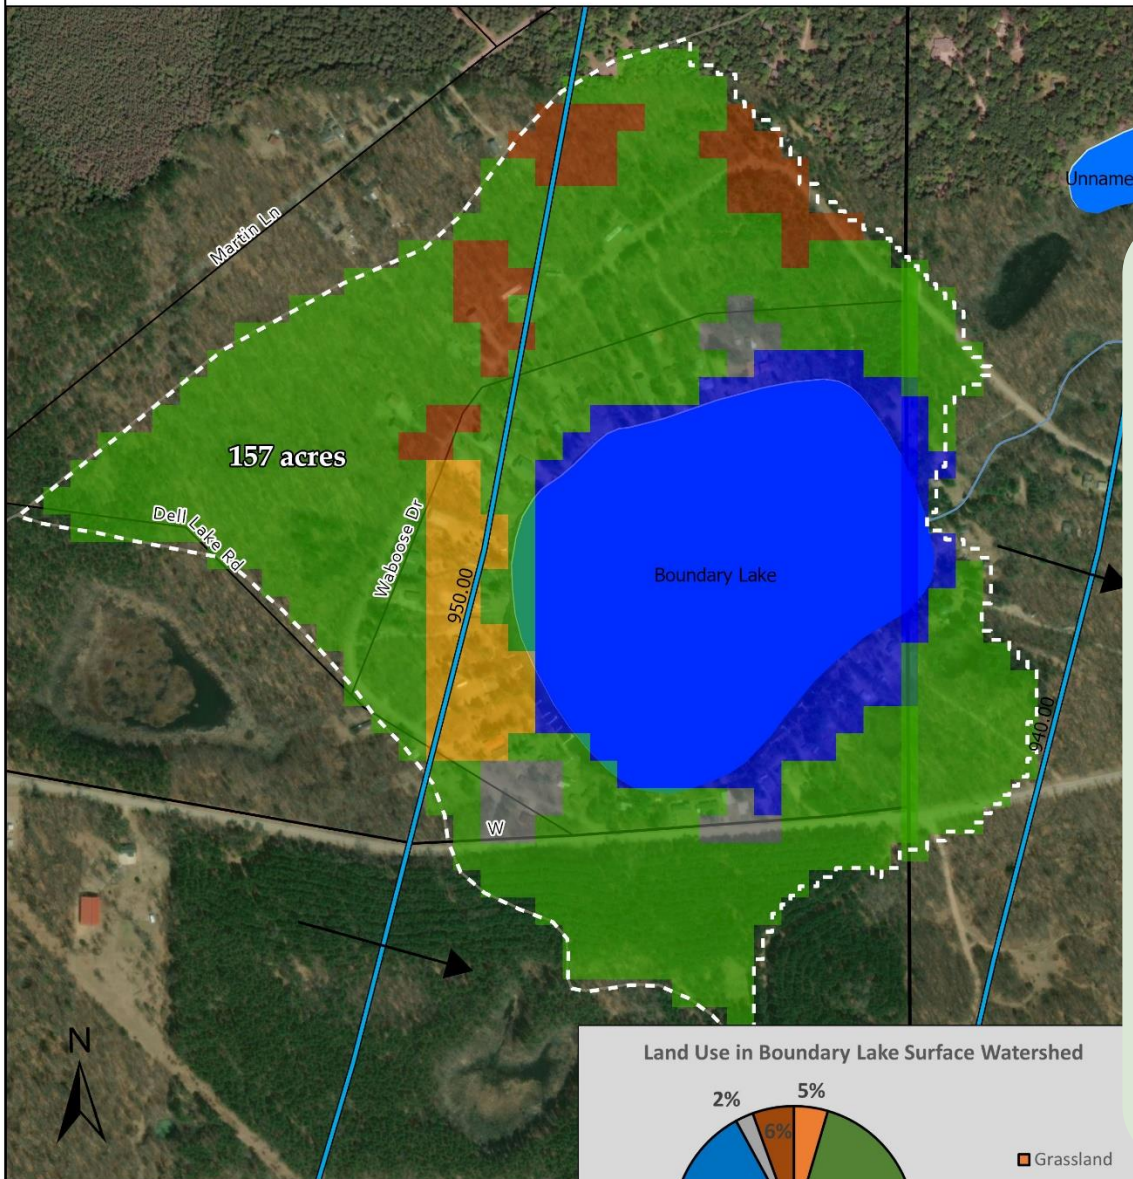 Unname
Martin Ln
157 acres
Dell Lake Rd
Waboose Dr
950.00
Boundary Lake
940.00
W
N
Land Use in Boundary Lake Surface Watershed
2%
5%
6%
Grassland